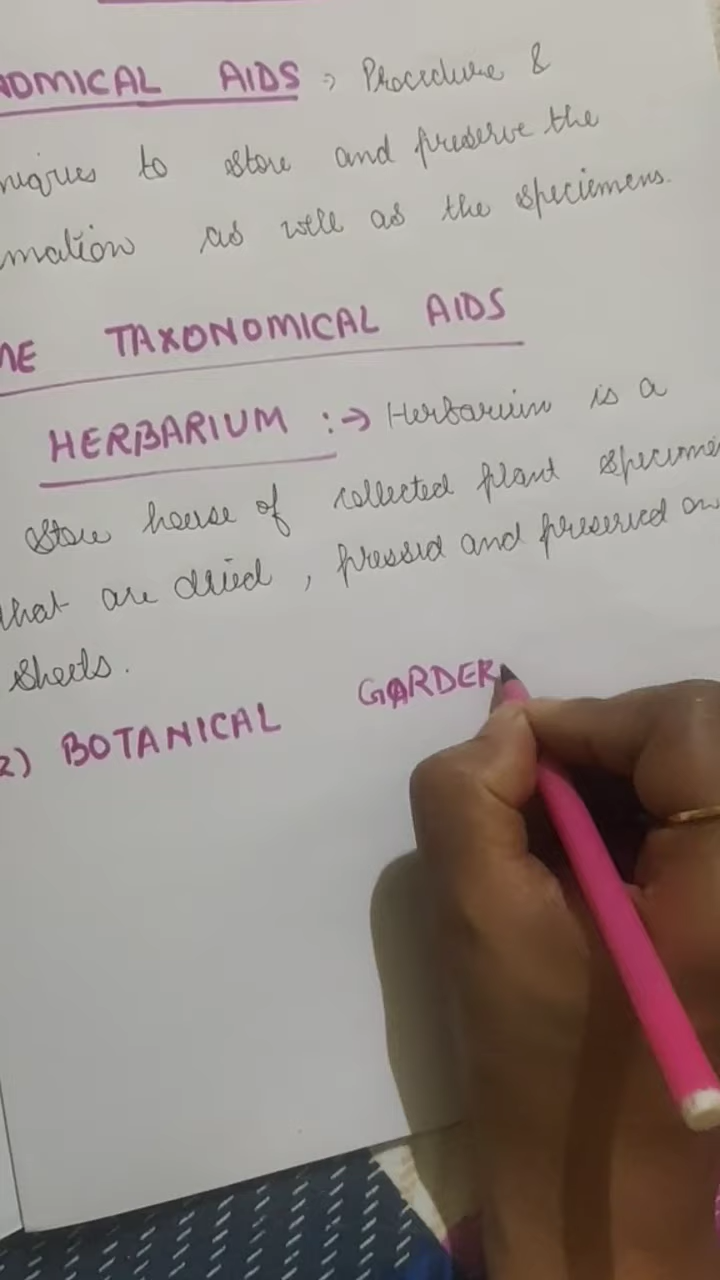 OMICAL AIDS :→ Procedure &
niques to store and preserve the
mation as well as the specimens.
ME TAXONOMICAL AIDS
HERBARIUM :→ Herbarium is a
store house of collected plant specime
that are dried, pressed and preserved on
sheets.
2) BOTANICAL GARDEN